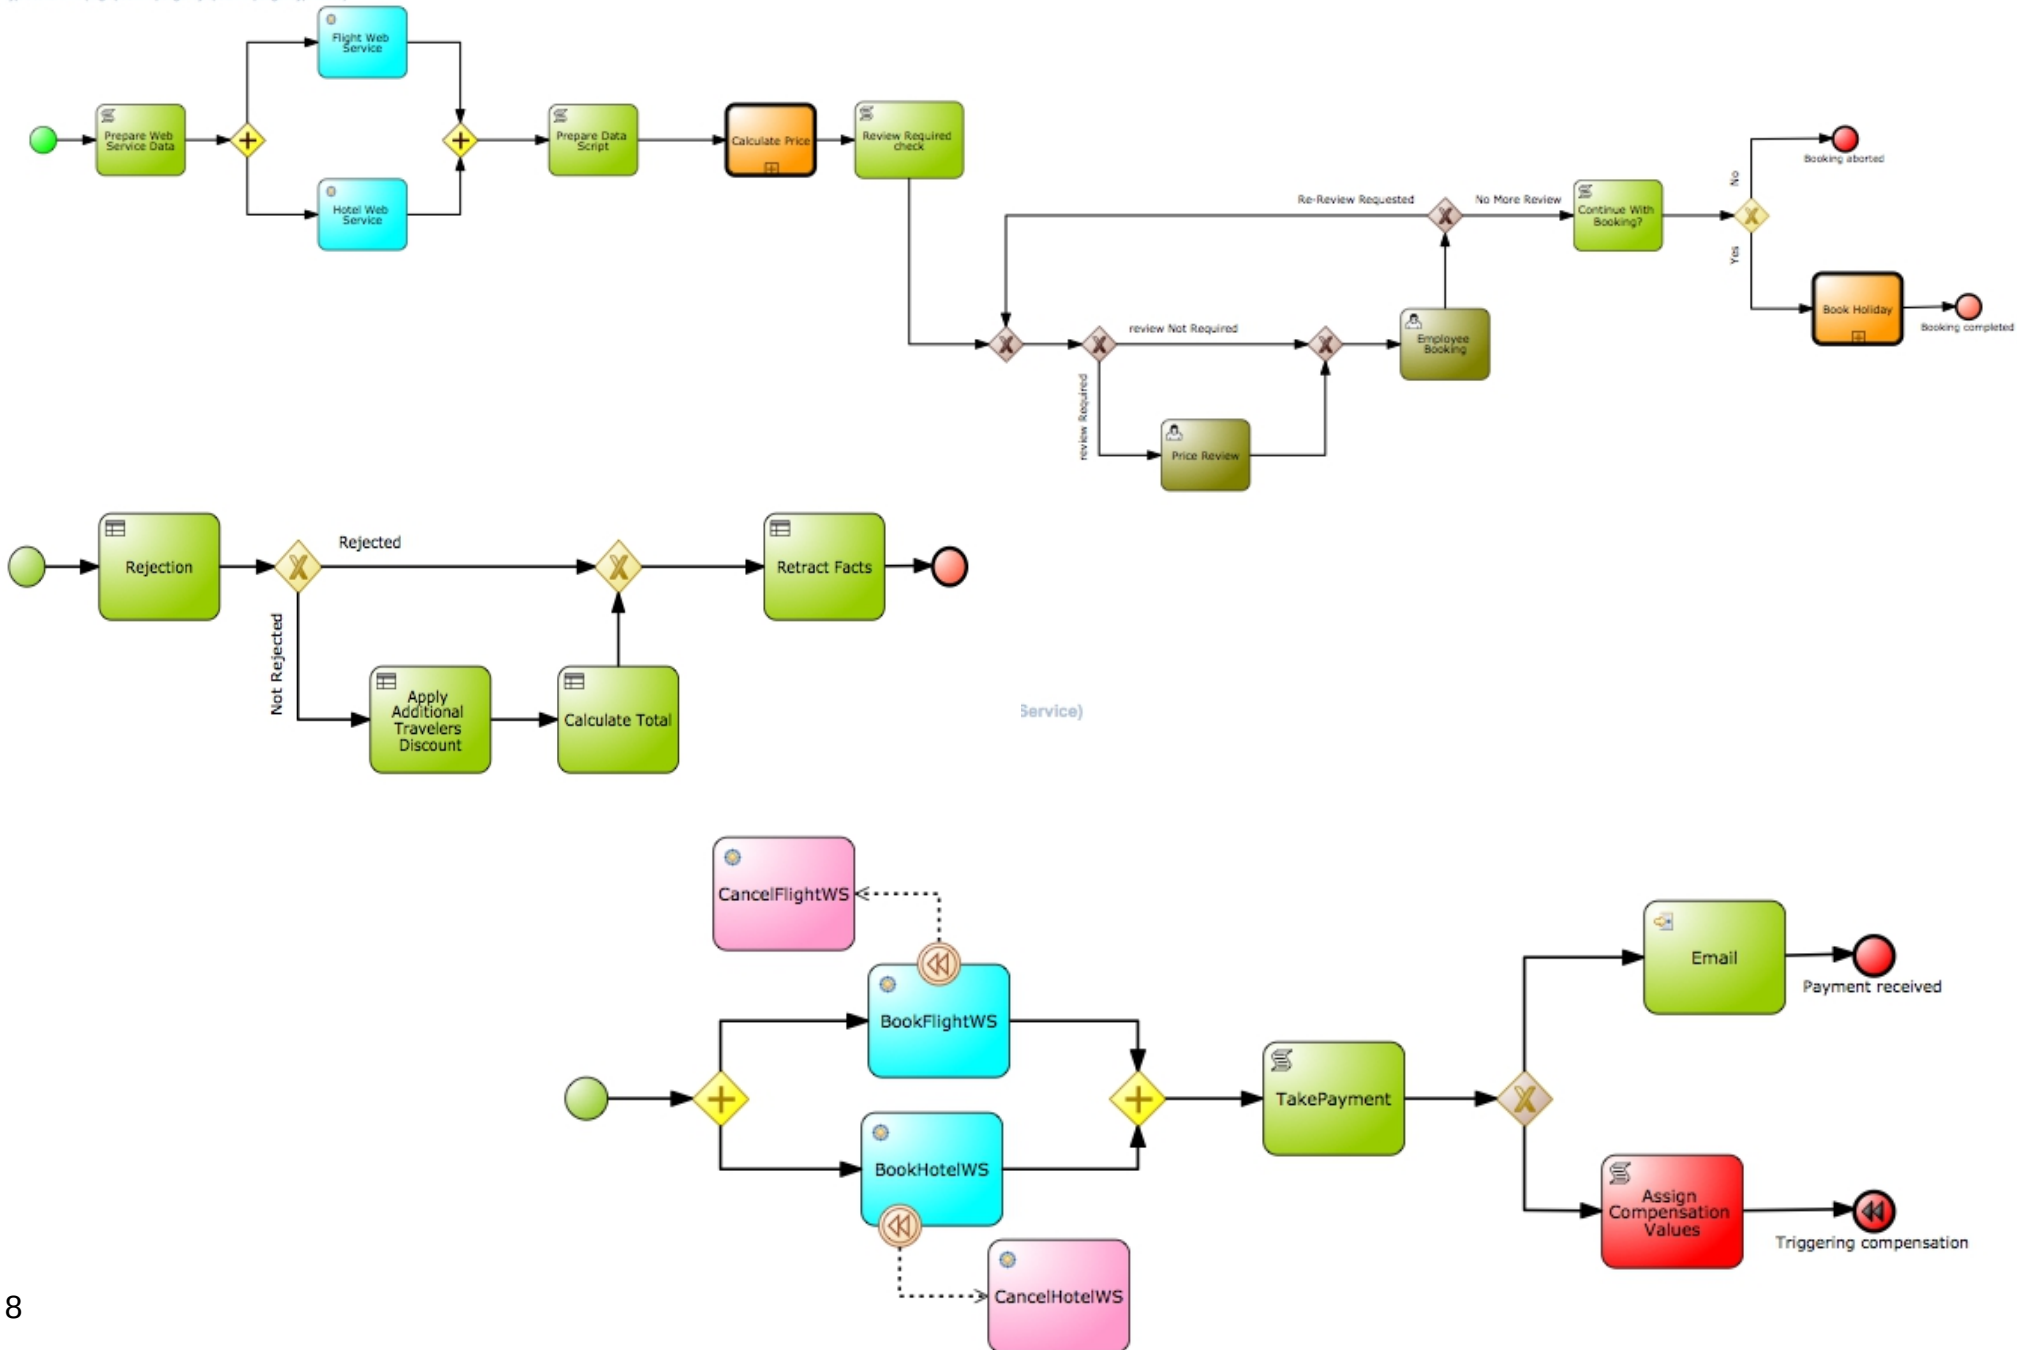 Flight Web
Service
Prepare Web
Service Data
Hotel Web
Service
Prepare Data
Script
Calculate Price
Review Required
check
Re-Review Requested
No More Review
Continue With
Booking?
No
Booking aborted
Yes
Book Holiday
Booking completed
review Not Required
Employee
Booking
review Required
Price Review
Rejection
Rejected
Retract Facts
Not Rejected
Apply
Additional
Travelers
Discount
Calculate Total
Service)
CancelFlightWS
BookFlightWS
BookHotelWS
CancelHotelWS
TakePayment
Email
Payment received
Assign
Compensation
Values
Triggering compensation
8